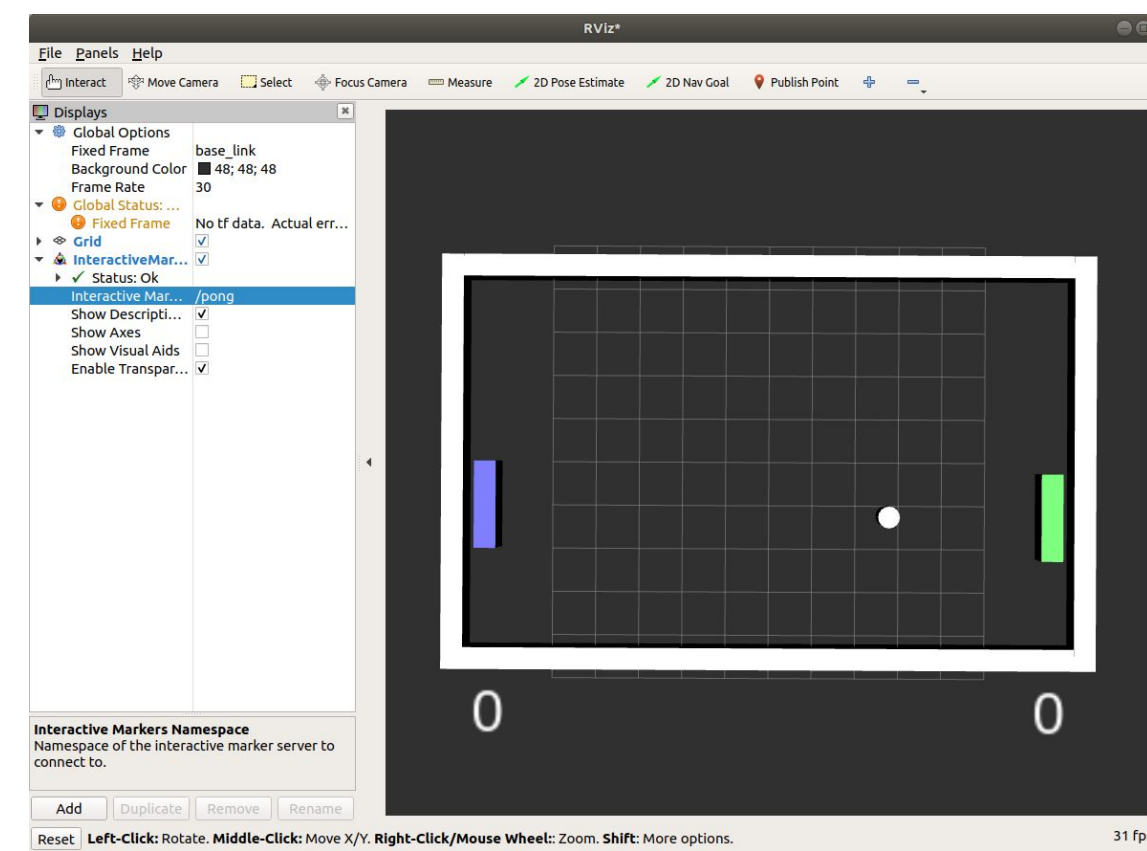 RViz*
File Panels Help
Interact Move Camera Select Focus Camera Measure 2D Pose Estimate 2D Nav Goal Publish Point
Displays
Global Options
Fixed Frame base_link
Background Color 48; 48; 48
Frame Rate 30
Global Status: ...
Fixed Frame No tf data. Actual err...
Grid
InteractiveMar...
Status: Ok
Interactive Mar... /pong
Show Descripti...
Show Axes
Show Visual Aids
Enable Transpar...
0 0
Interactive Markers Namespace
Namespace of the interactive marker server to
connect to.
Add Duplicate Remove Rename
Reset Left-Click: Rotate. Middle-Click: Move X/Y. Right-Click/Mouse Wheel:: Zoom. Shift: More options. 31 fp